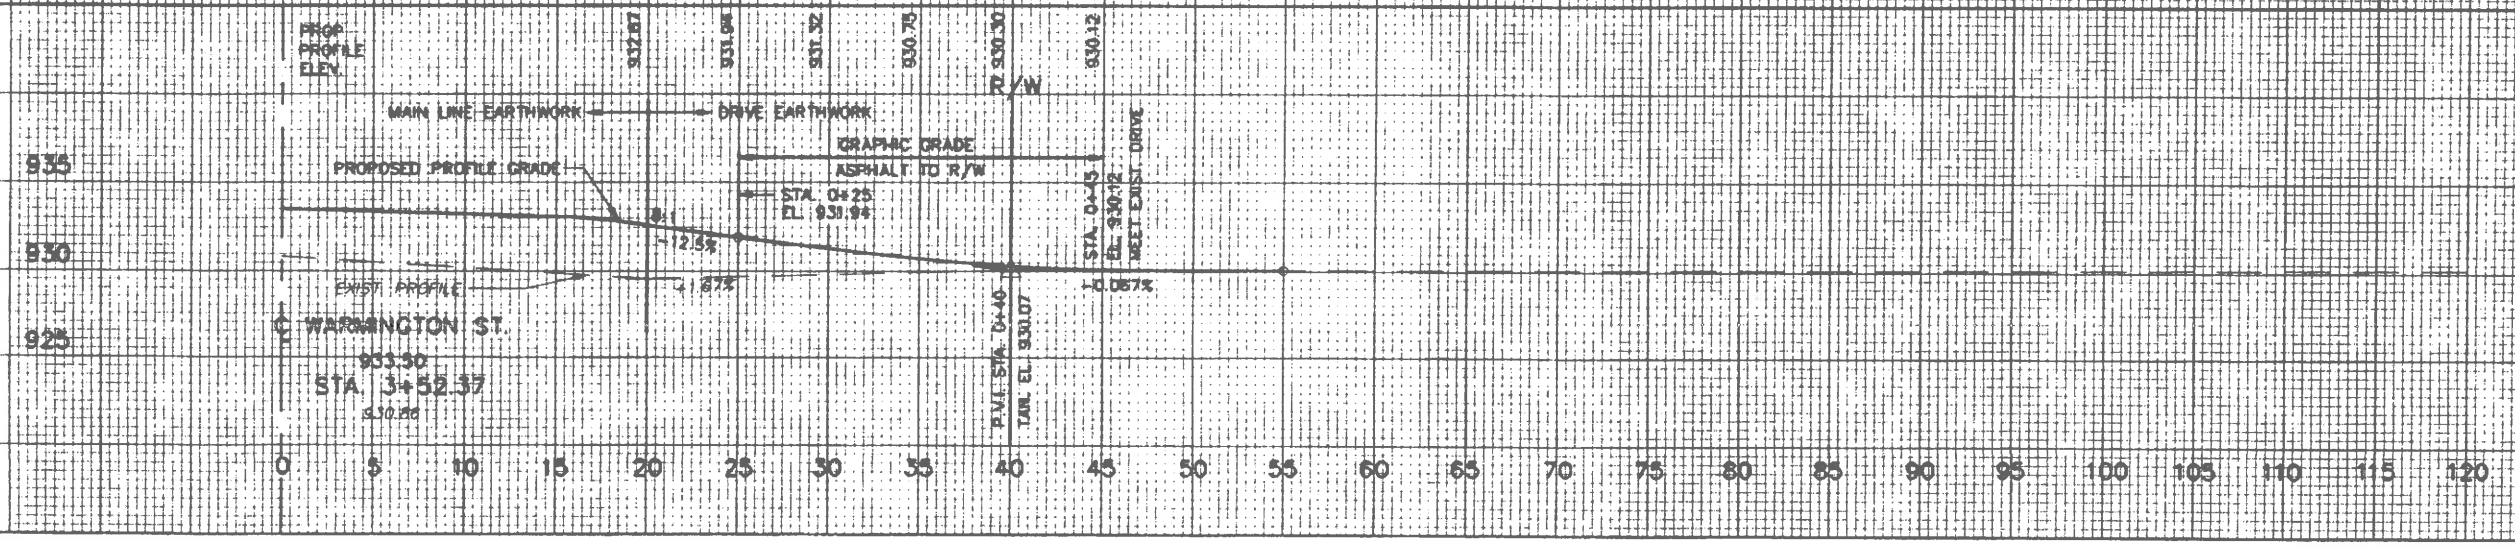 PROP.
PROFILE
ELEV.
932.67
931.94
931.32
930.75
930.30
930.12
R/W
MAIN LINE EARTHWORK
DRIVE EARTHWORK
GRAPHIC GRADE
ASPHALT TO R/W
935
PROPOSED PROFILE GRADE
STA. 0+25
EL. 931.94
STA. 0+45
EL. 930.12
MEET EXIST. DRIVE
8:1
-12.5%
930
EXIST. PROFILE
+1.67%
-0.067%
P.V.I. STA. 0+40
TAN. EL. 930.07
℄ WARMINGTON ST.
925
933.50
STA. 3+52.37
930.86
0 5 10 15 20 25 30 35 40 45 50 55 60 65 70 75 80 85 90 95 100 105 110 115 120